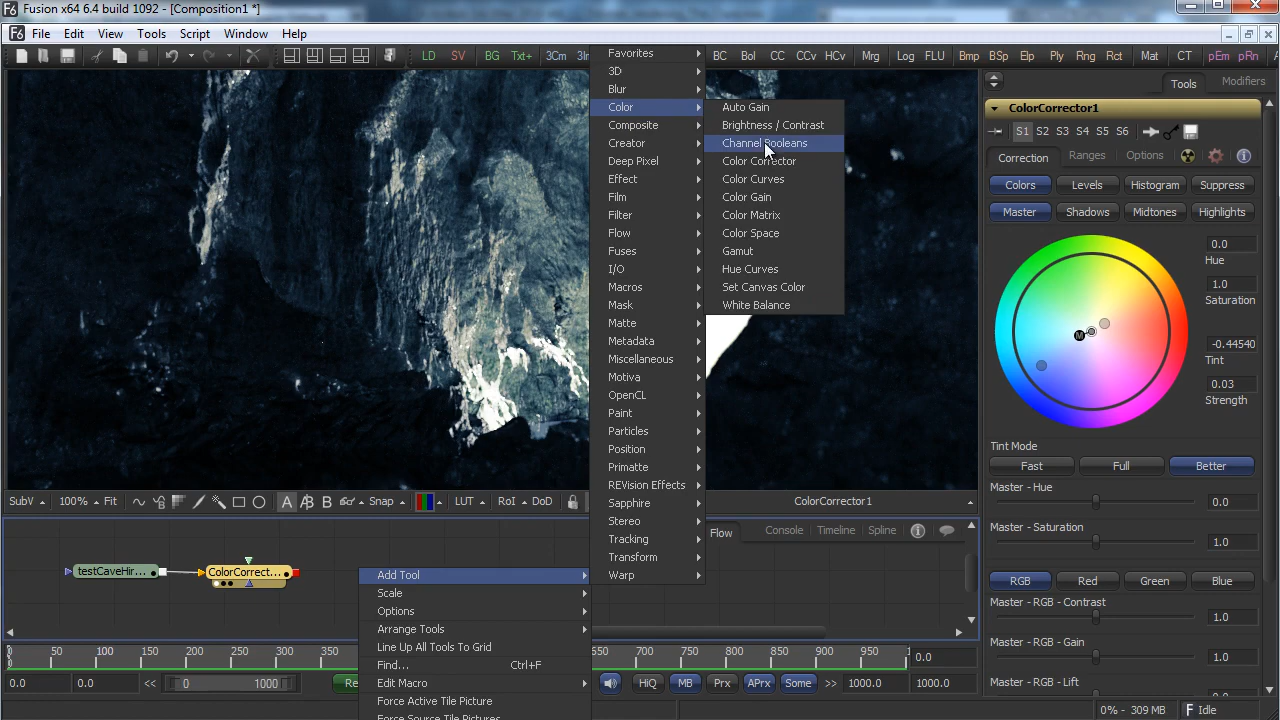 Fusion x64 6.4 build 1092 - [Composition1 *]
File Edit View Tools Script Window Help
LD SV BG Txt+ 3Cm BC Bol CC CCv HCv Mrg Log FLU Bmp BSp Elp Ply Rng Rct Mat CT pEm pRn
Favorites
3D
Blur
Color
Composite
Creator
Deep Pixel
Effect
Film
Filter
Flow
Fuses
I/O
Macros
Mask
Matte
Metadata
Miscellaneous
Motiva
OpenCL
Paint
Particles
Position
Primatte
REVision Effects
Sapphire
Stereo
Tracking
Transform
Warp
Auto Gain
Brightness / Contrast
Channel Booleans
Color Corrector
Color Curves
Color Gain
Color Matrix
Color Space
Gamut
Hue Curves
Set Canvas Color
White Balance
Tools Modifiers
ColorCorrector1
S1 S2 S3 S4 S5 S6
Correction Ranges Options
Colors Levels Histogram Suppress
Master Shadows Midtones Highlights
0.0
Hue
1.0
Saturation
-0.44540
Tint
0.03
Strength
M
Tint Mode
Fast Full Better
Master - Hue
0.0
Master - Saturation
1.0
RGB Red Green Blue
Master - RGB - Contrast
1.0
Master - RGB - Gain
1.0
Master - RGB - Lift
SubV 100% Fit A B Snap LUT RoI DoD
ColorCorrector1
Flow Console Timeline Spline
testCaveHir... ColorCorrect...
Add Tool
Scale
Options
Arrange Tools
Line Up All Tools To Grid
Find... Ctrl+F
Edit Macro
Force Active Tile Picture
Force Source Tile Pictures
0 50 100 150 200 250 300 350 650 700 750 800 850 900 950 0.0
0.0 0.0 << 0 1000 Re HiQ MB Prx APrx Some >> 1000.0 1000.0
0% - 309 MB Idle